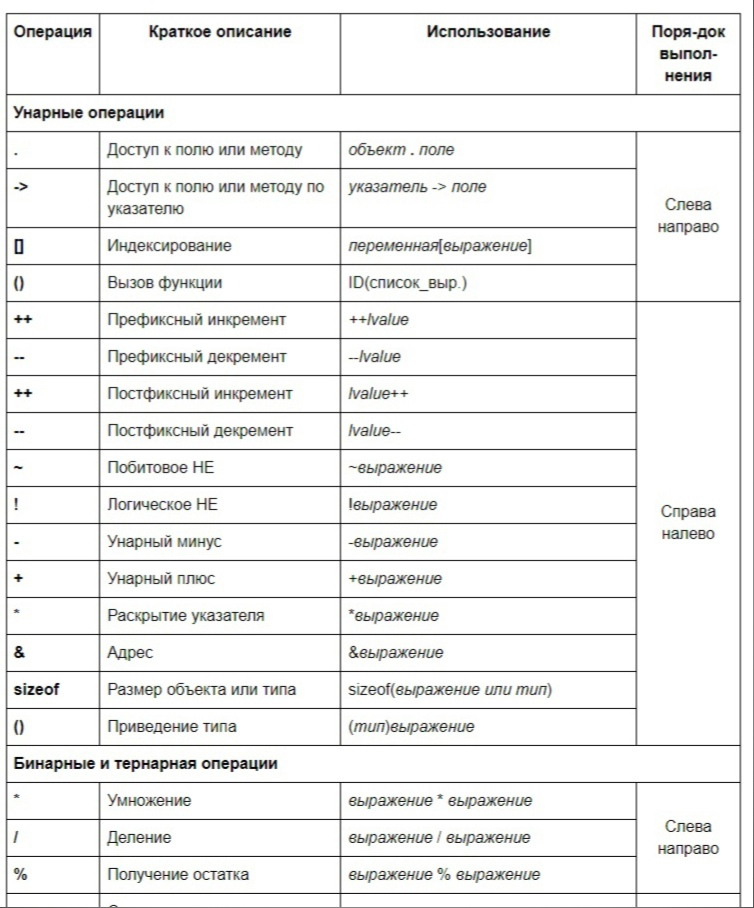 Операция Краткое описание Использование Поря-док
выпол-
нения
Унарные операции
. Доступ к полю или методу объект . поле
-> Доступ к полю или методу по указатель -> поле
указателю
Слева
направо
[] Индексирование переменная[выражение]
() Вызов функции ID(список_выр.)
++ Префиксный инкремент ++lvalue
-- Префиксный декремент --lvalue
++ Постфиксный инкремент lvalue++
-- Постфиксный декремент lvalue--
~ Побитовое НЕ ~выражение
! Логическое НЕ !выражение
Справа
налево
- Унарный минус -выражение
+ Унарный плюс +выражение
* Раскрытие указателя *выражение
& Адрес &выражение
sizeof Размер объекта или типа sizeof(выражение или тип)
() Приведение типа (тип)выражение
Бинарные и тернарная операции
* Умножение выражение * выражение
/ Деление выражение / выражение
Слева
направо
% Получение остатка выражение % выражение